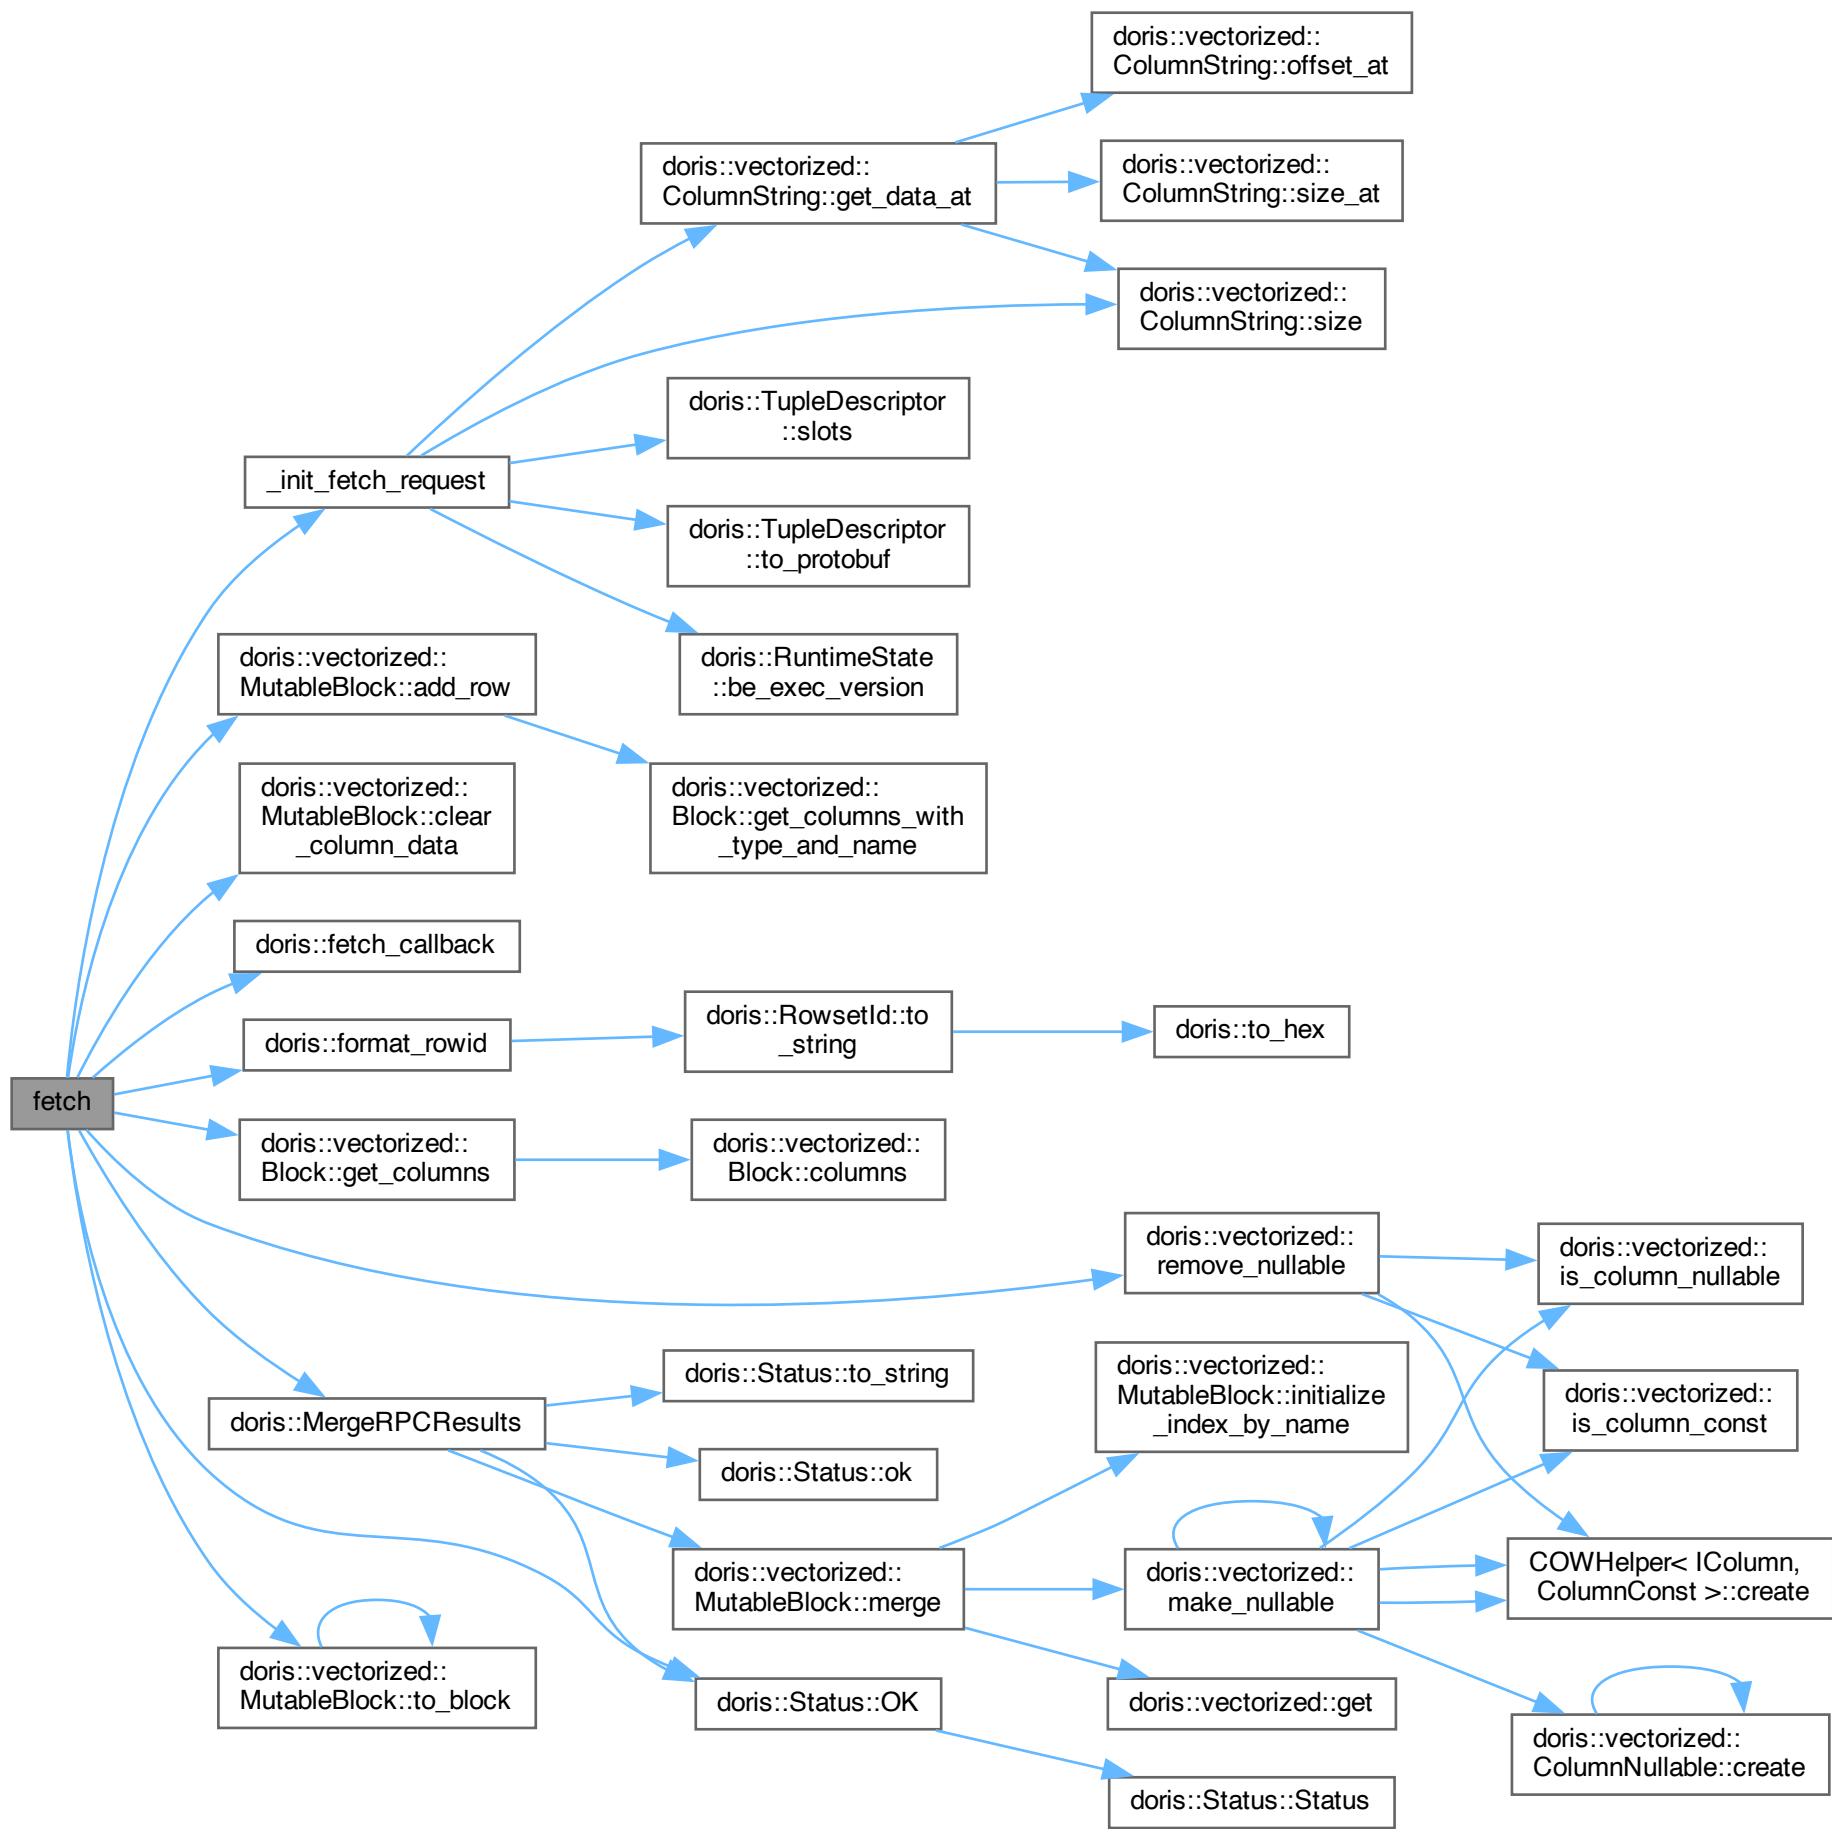 doris::vectorized::
ColumnString::offset_at
doris::vectorized::
ColumnString::get_data_at
doris::vectorized::
ColumnString::size_at
doris::vectorized::
ColumnString::size
doris::TupleDescriptor
::slots
_init_fetch_request
doris::TupleDescriptor
::to_protobuf
doris::vectorized::
MutableBlock::add_row
doris::RuntimeState
::be_exec_version
doris::vectorized::
MutableBlock::clear
_column_data
doris::vectorized::
Block::get_columns_with
_type_and_name
doris::fetch_callback
doris::format_rowid
doris::RowsetId::to
_string
doris::to_hex
fetch
doris::vectorized::
Block::get_columns
doris::vectorized::
Block::columns
doris::vectorized::
remove_nullable
doris::vectorized::
is_column_nullable
doris::Status::to_string
doris::vectorized::
MutableBlock::initialize
_index_by_name
doris::vectorized::
is_column_const
doris::MergeRPCResults
doris::Status::ok
doris::vectorized::
MutableBlock::merge
doris::vectorized::
make_nullable
COWHelper< IColumn,
ColumnConst >::create
doris::vectorized::
MutableBlock::to_block
doris::Status::OK
doris::vectorized::get
doris::vectorized::
ColumnNullable::create
doris::Status::Status